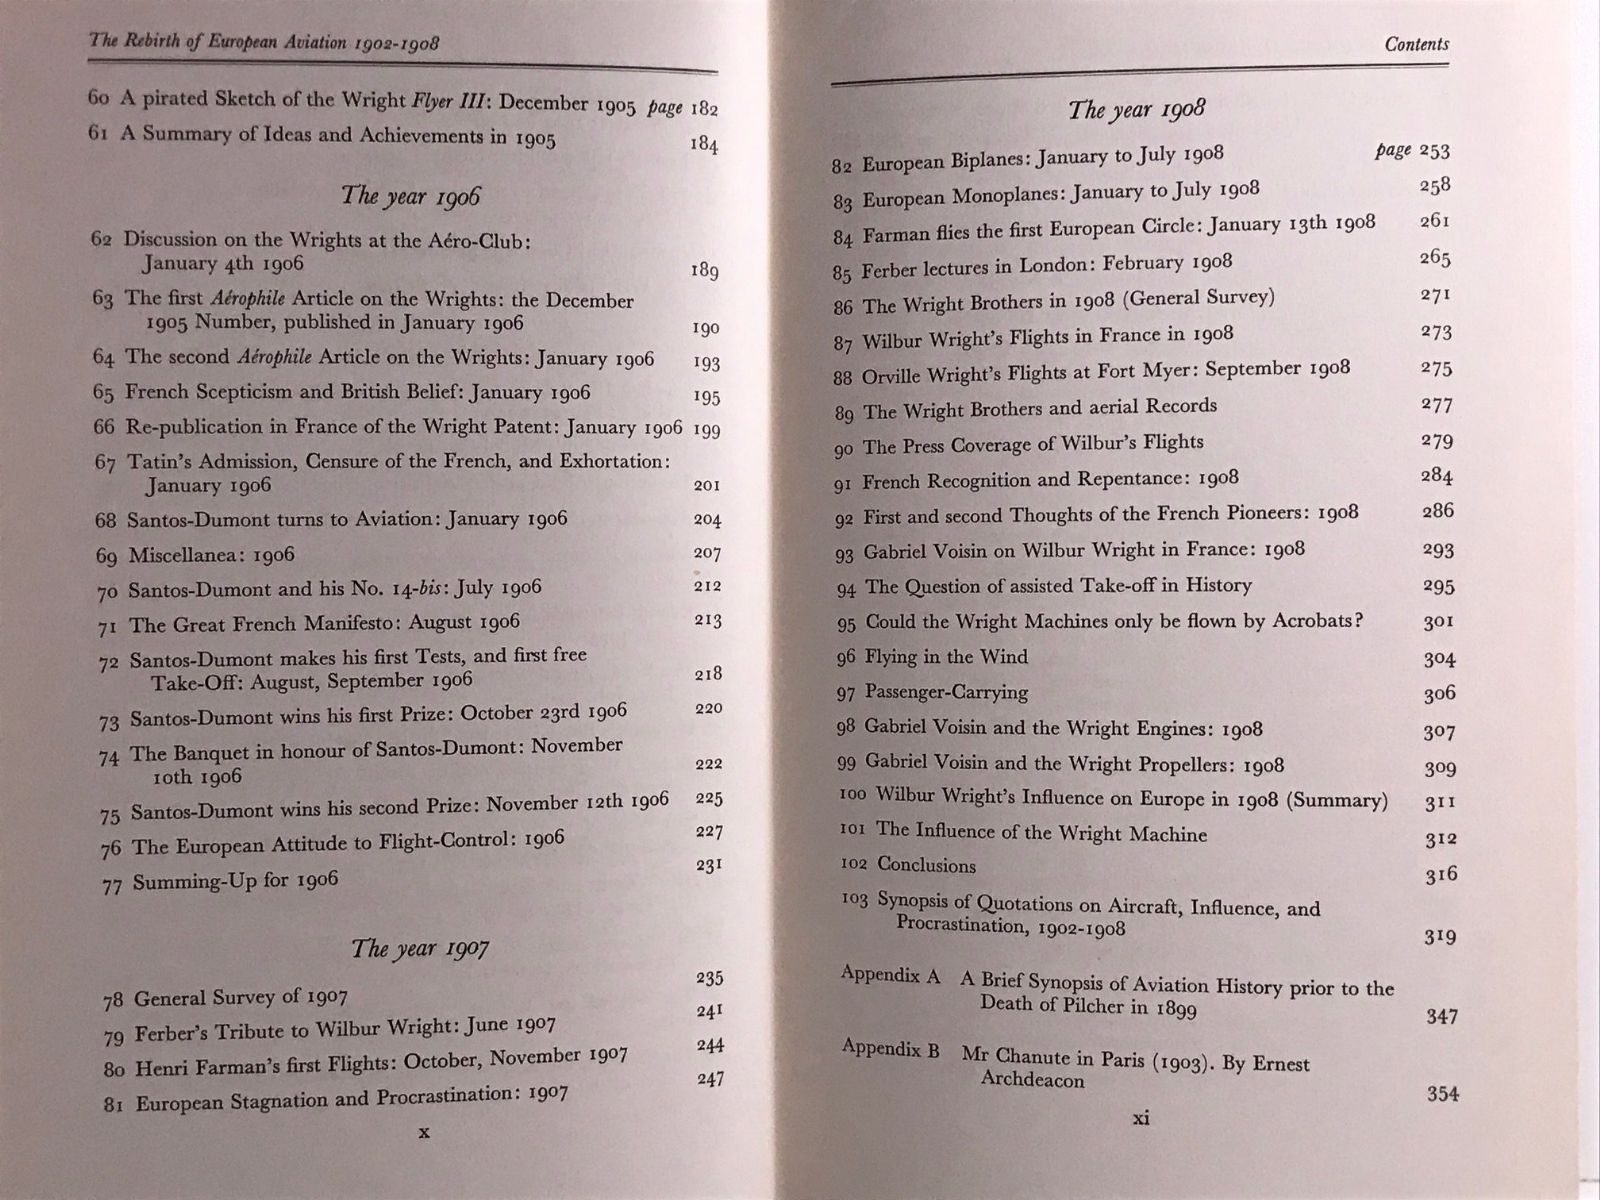 The Rebirth of European Aviation 1902-1908
60 A pirated Sketch of the Wright Flyer III: December 1905 page 182
61 A Summary of Ideas and Achievements in 1905 184
The year 1906
62 Discussion on the Wrights at the Aéro-Club:
January 4th 1906 189
63 The first Aérophile Article on the Wrights: the December
1905 Number, published in January 1906 190
64 The second Aérophile Article on the Wrights: January 1906 193
65 French Scepticism and British Belief: January 1906 195
66 Re-publication in France of the Wright Patent: January 1906 199
67 Tatin's Admission, Censure of the French, and Exhortation:
January 1906 201
68 Santos-Dumont turns to Aviation: January 1906 204
69 Miscellanea: 1906 207
70 Santos-Dumont and his No. 14-bis: July 1906 212
71 The Great French Manifesto: August 1906 213
72 Santos-Dumont makes his first Tests, and first free
Take-Off: August, September 1906 218
73 Santos-Dumont wins his first Prize: October 23rd 1906 220
74 The Banquet in honour of Santos-Dumont: November
10th 1906 222
75 Santos-Dumont wins his second Prize: November 12th 1906 225
76 The European Attitude to Flight-Control: 1906 227
77 Summing-Up for 1906 231
The year 1907
78 General Survey of 1907 235
79 Ferber's Tribute to Wilbur Wright: June 1907 241
80 Henri Farman's first Flights: October, November 1907 244
81 European Stagnation and Procrastination: 1907 247
x
Contents
The year 1908
82 European Biplanes: January to July 1908 page 253
83 European Monoplanes: January to July 1908 258
84 Farman flies the first European Circle: January 13th 1908 261
85 Ferber lectures in London: February 1908 265
86 The Wright Brothers in 1908 (General Survey) 271
87 Wilbur Wright's Flights in France in 1908 273
88 Orville Wright's Flights at Fort Myer: September 1908 275
89 The Wright Brothers and aerial Records 277
90 The Press Coverage of Wilbur's Flights 279
91 French Recognition and Repentance: 1908 284
92 First and second Thoughts of the French Pioneers: 1908 286
93 Gabriel Voisin on Wilbur Wright in France: 1908 293
94 The Question of assisted Take-off in History 295
95 Could the Wright Machines only be flown by Acrobats? 301
96 Flying in the Wind 304
97 Passenger-Carrying 306
98 Gabriel Voisin and the Wright Engines: 1908 307
99 Gabriel Voisin and the Wright Propellers: 1908 309
100 Wilbur Wright's Influence on Europe in 1908 (Summary) 311
101 The Influence of the Wright Machine 312
102 Conclusions 316
103 Synopsis of Quotations on Aircraft, Influence, and
Procrastination, 1902-1908 319
Appendix A A Brief Synopsis of Aviation History prior to the
Death of Pilcher in 1899 347
Appendix B Mr Chanute in Paris (1903). By Ernest
Archdeacon 354
xi